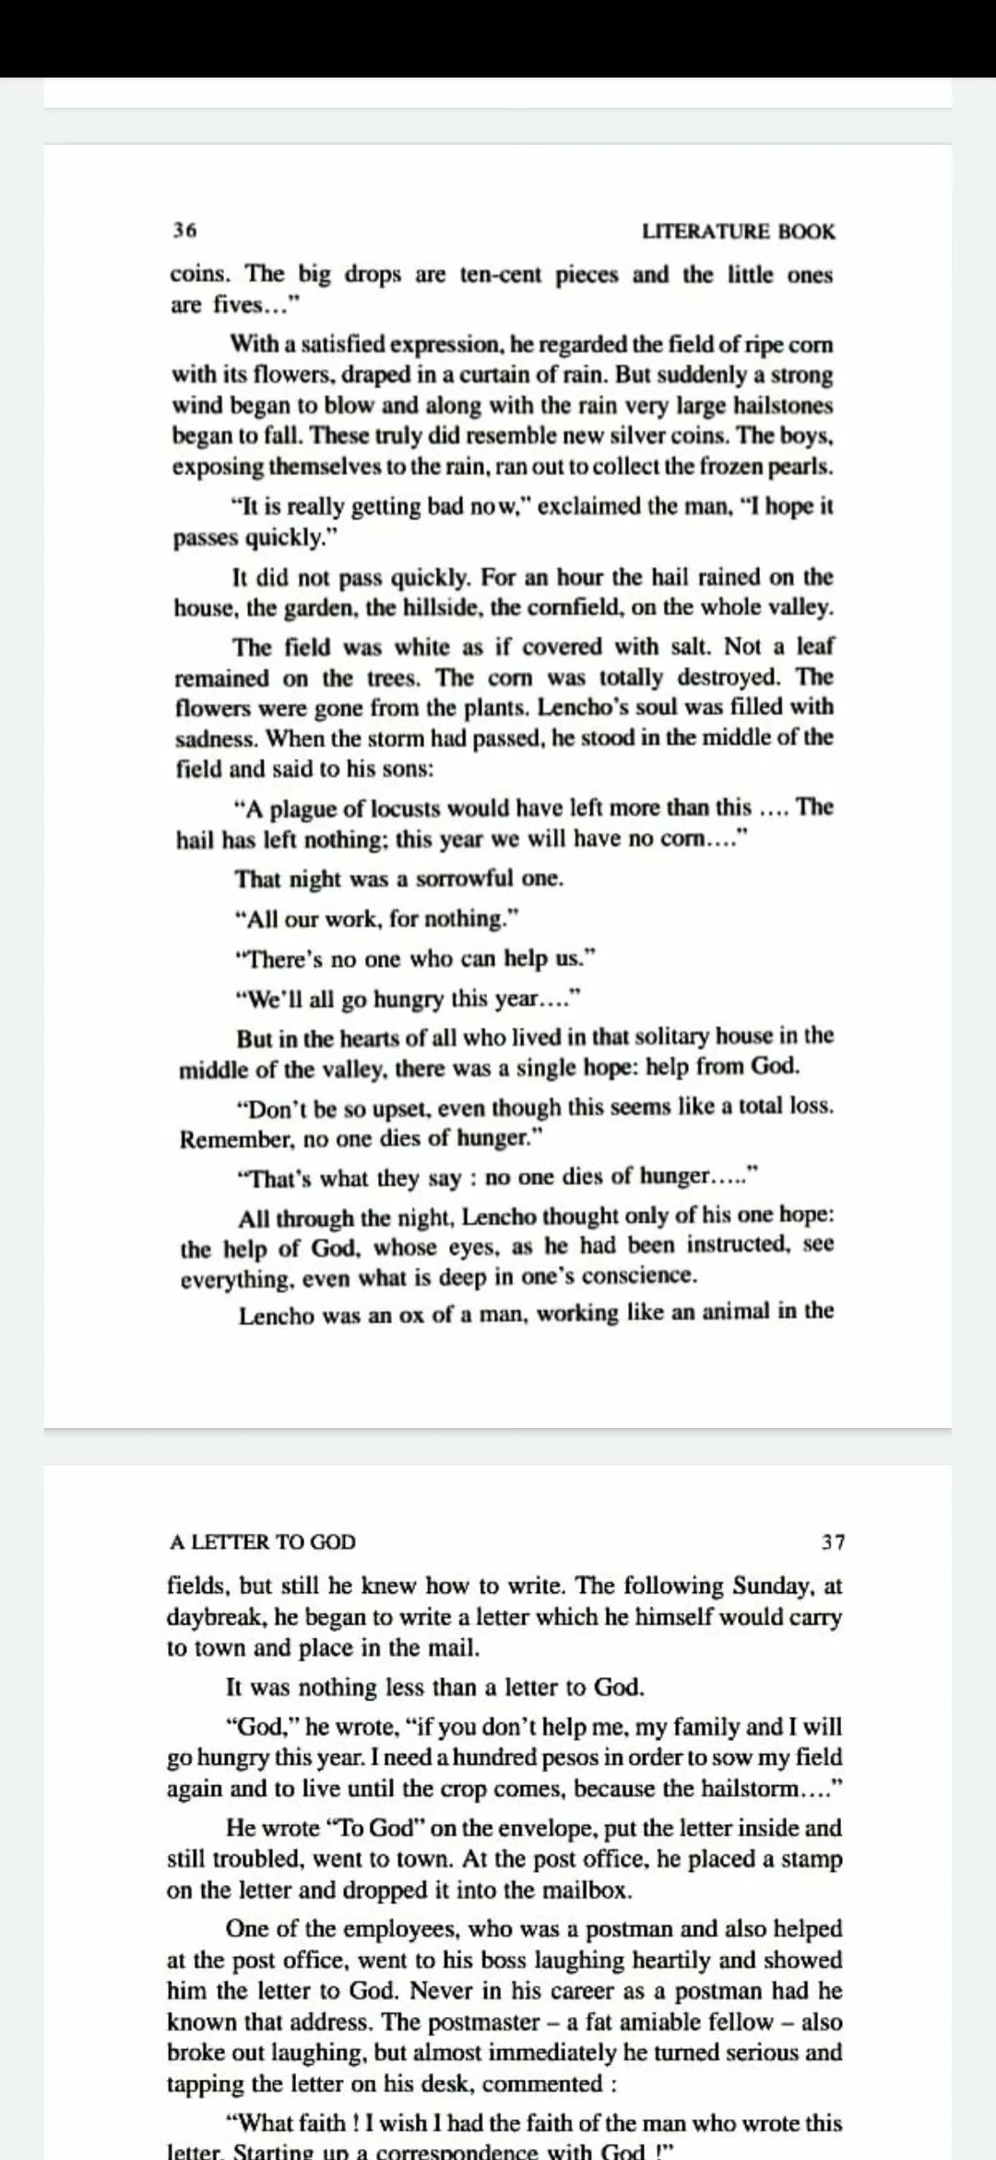 36 LITERATURE BOOK
coins. The big drops are ten-cent pieces and the little ones
are fives...”
With a satisfied expression, he regarded the field of ripe corn
with its flowers, draped in a curtain of rain. But suddenly a strong
wind began to blow and along with the rain very large hailstones
began to fall. These truly did resemble new silver coins. The boys,
exposing themselves to the rain, ran out to collect the frozen pearls.
“It is really getting bad now,” exclaimed the man, “I hope it
passes quickly.”
It did not pass quickly. For an hour the hail rained on the
house, the garden, the hillside, the cornfield, on the whole valley.
The field was white as if covered with salt. Not a leaf
remained on the trees. The corn was totally destroyed. The
flowers were gone from the plants. Lencho’s soul was filled with
sadness. When the storm had passed, he stood in the middle of the
field and said to his sons:
“A plague of locusts would have left more than this .... The
hail has left nothing; this year we will have no corn....”
That night was a sorrowful one.
“All our work, for nothing.”
“There’s no one who can help us.”
“We’ll all go hungry this year....”
But in the hearts of all who lived in that solitary house in the
middle of the valley, there was a single hope: help from God.
“Don’t be so upset, even though this seems like a total loss.
Remember, no one dies of hunger.”
“That’s what they say : no one dies of hunger.....”
All through the night, Lencho thought only of his one hope:
the help of God, whose eyes, as he had been instructed, see
everything, even what is deep in one’s conscience.
Lencho was an ox of a man, working like an animal in the
A LETTER TO GOD 37
fields, but still he knew how to write. The following Sunday, at
daybreak, he began to write a letter which he himself would carry
to town and place in the mail.
It was nothing less than a letter to God.
“God,” he wrote, “if you don’t help me, my family and I will
go hungry this year. I need a hundred pesos in order to sow my field
again and to live until the crop comes, because the hailstorm....”
He wrote “To God” on the envelope, put the letter inside and
still troubled, went to town. At the post office, he placed a stamp
on the letter and dropped it into the mailbox.
One of the employees, who was a postman and also helped
at the post office, went to his boss laughing heartily and showed
him the letter to God. Never in his career as a postman had he
known that address. The postmaster – a fat amiable fellow – also
broke out laughing, but almost immediately he turned serious and
tapping the letter on his desk, commented :
“What faith ! I wish I had the faith of the man who wrote this
letter. Starting up a correspondence with God !”